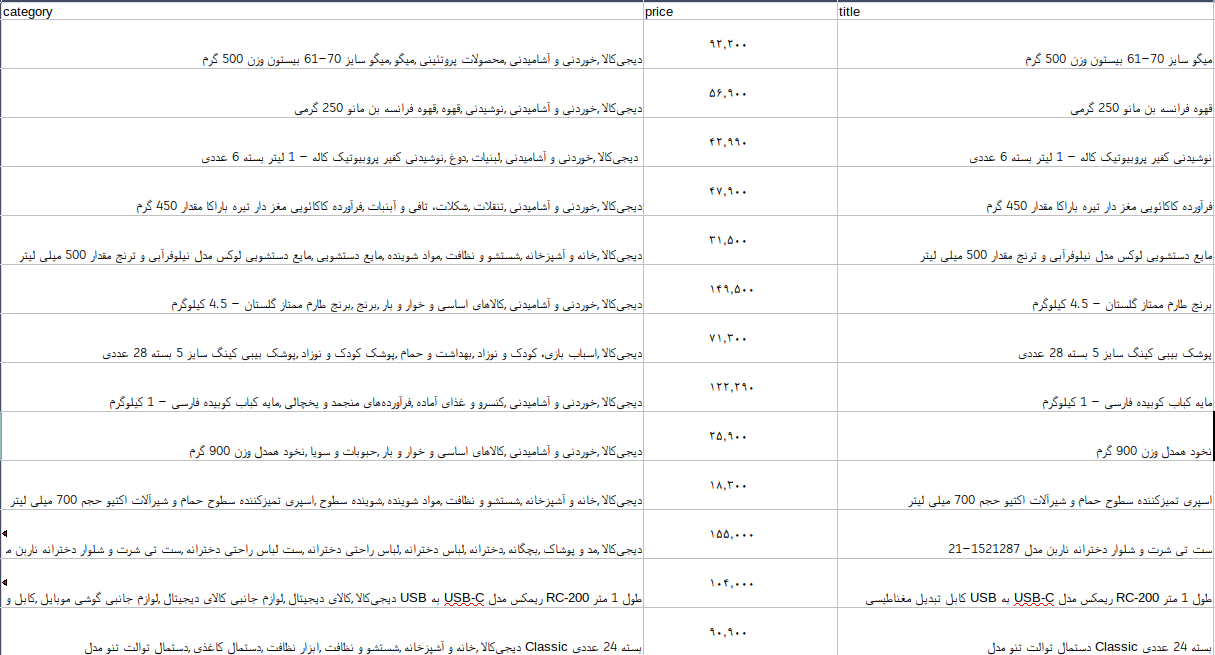 category price title
دیجی‌کالا ,خوردنی و آشامیدنی ,محصولات پروتئینی ,میگو ,میگو سایز 70–61 بیستون وزن 500 گرم
۹۲,۲۰۰
میگو سایز 70–61 بیستون وزن 500 گرم
دیجی‌کالا ,خوردنی و آشامیدنی ,نوشیدنی ,قهوه ,قهوه فرانسه بن مانو 250 گرمی
۵۶,۹۰۰
قهوه فرانسه بن مانو 250 گرمی
دیجی‌کالا ,خوردنی و آشامیدنی ,لبنیات ,دوغ ,نوشیدنی کفیر پروبیوتیک کاله – 1 لیتر بسته 6 عددی
۴۲,۹۹۰
نوشیدنی کفیر پروبیوتیک کاله – 1 لیتر بسته 6 عددی
دیجی‌کالا ,خوردنی و آشامیدنی ,تنقلات ,شکلات، تافی و آبنبات ,فرآورده کاکائویی مغز دار تیره باراکا مقدار 450 گرم
۴۷,۹۰۰
فرآورده کاکائویی مغز دار تیره باراکا مقدار 450 گرم
دیجی‌کالا ,خانه و آشپزخانه ,شستشو و نظافت ,مواد شوینده ,مایع دستشویی ,مایع دستشویی لوکس مدل نیلوفرآبی و ترنج مقدار 500 میلی لیتر
۳۱,۵۰۰
مایع دستشویی لوکس مدل نیلوفرآبی و ترنج مقدار 500 میلی لیتر
دیجی‌کالا ,خوردنی و آشامیدنی ,کالاهای اساسی و خوار و بار ,برنج ,برنج طارم ممتاز گلستان – 4.5 کیلوگرم
۱۴۹,۵۰۰
برنج طارم ممتاز گلستان – 4.5 کیلوگرم
دیجی‌کالا ,اسباب بازی، کودک و نوزاد ,بهداشت و حمام ,پوشک کودک و نوزاد ,پوشک بیبی کینگ سایز 5 بسته 28 عددی
۷۱,۳۰۰
پوشک بیبی کینگ سایز 5 بسته 28 عددی
دیجی‌کالا ,خوردنی و آشامیدنی ,کنسرو و غذای آماده ,فرآورده‌های منجمد و یخچالی ,مایه کباب کوبیده فارسی – 1 کیلوگرم
۱۲۲,۲۹۰
مایه کباب کوبیده فارسی – 1 کیلوگرم
دیجی‌کالا ,خوردنی و آشامیدنی ,کالاهای اساسی و خوار و بار ,حبوبات و سویا ,نخود همدل وزن 900 گرم
۲۵,۹۰۰
نخود همدل وزن 900 گرم
دیجی‌کالا ,خانه و آشپزخانه ,شستشو و نظافت ,مواد شوینده ,شوینده سطوح ,اسپری تمیزکننده سطوح حمام و شیرآلات اکتیو حجم 700 میلی لیتر
۱۸,۳۰۰
اسپری تمیزکننده سطوح حمام و شیرآلات اکتیو حجم 700 میلی لیتر
دیجی‌کالا ,مد و پوشاک ,بچگانه ,دخترانه ,لباس دخترانه ,لباس راحتی دخترانه ,ست لباس راحتی دخترانه ,ست تی شرت و شلوار دخترانه ناربن م
۱۵۵,۰۰۰
ست تی شرت و شلوار دخترانه ناربن مدل 1521287–21
طول 1 متر RC-200 ریمکس مدل USB-C به USB دیجی‌کالا ,کالای دیجیتال ,لوازم جانبی کالای دیجیتال ,لوازم جانبی گوشی موبایل ,کابل و
۱۰۴,۰۰۰
طول 1 متر RC-200 ریمکس مدل USB-C به USB کابل تبدیل مغناطیسی
بسته 24 عددی Classic دیجی‌کالا ,خانه و آشپزخانه ,شستشو و نظافت ,ابزار نظافت ,دستمال کاغذی ,دستمال توالت تنو مدل
۹۰,۹۰۰
بسته 24 عددی Classic دستمال توالت تنو مدل